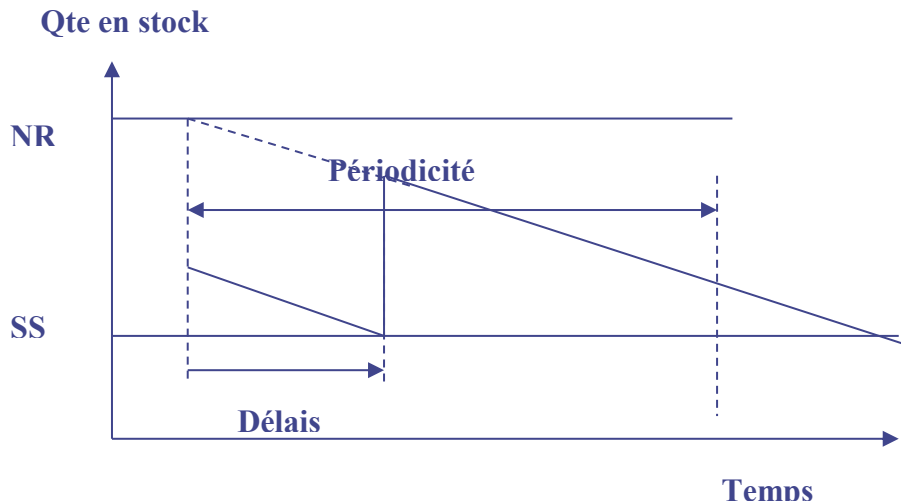 Qte en stock
NR
Périodicité
SS
Délais
Temps